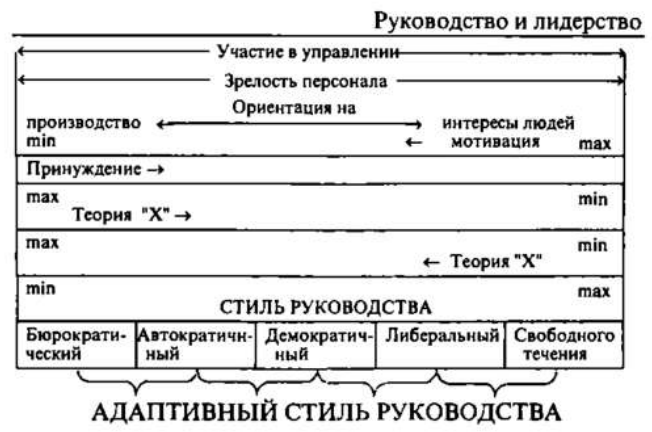 Руководство и лидерство
Участие в управлении
Зрелость персонала
Ориентация на
производство ← → интересы людей
min ← мотивация max
Принуждение →
max min
Теория "X" →
max min
← Теория "X"
min max
СТИЛЬ РУКОВОДСТВА
Бюрократи- Автократичн- Демократич- Либеральный Свободного
ческий ный ный течения
АДАПТИВНЫЙ СТИЛЬ РУКОВОДСТВА